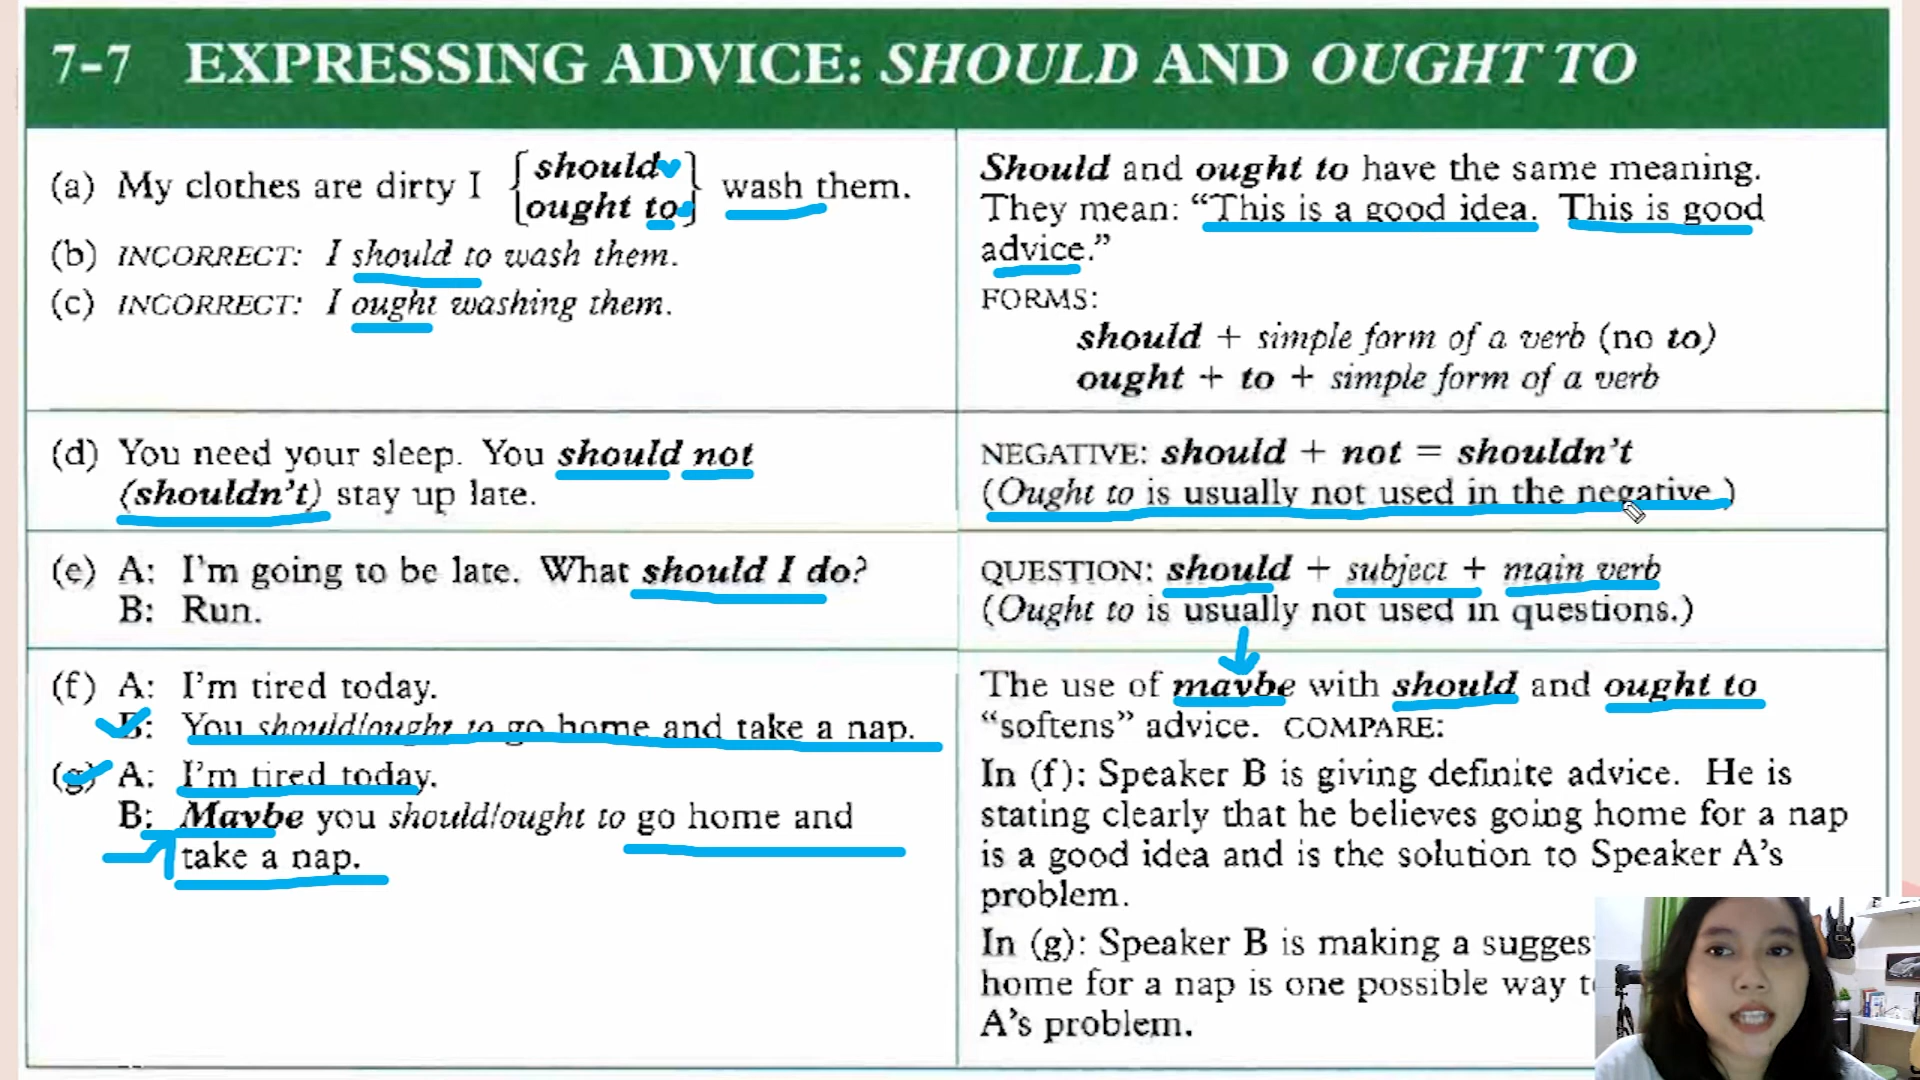 7-7 EXPRESSING ADVICE: SHOULD AND OUGHT TO
(a) My clothes are dirty I { should / ought to } wash them.
(b) INCORRECT: I should to wash them.
(c) INCORRECT: I ought washing them.
Should and ought to have the same meaning.
They mean: “This is a good idea. This is good
advice.”
FORMS:
should + simple form of a verb (no to)
ought + to + simple form of a verb
(d) You need your sleep. You should not
(shouldn’t) stay up late.
NEGATIVE: should + not = shouldn’t
(Ought to is usually not used in the negative.)
(e) A: I’m going to be late. What should I do?
B: Run.
QUESTION: should + subject + main verb
(Ought to is usually not used in questions.)
(f) A: I’m tired today.
B: You should/ought to go home and take a nap.
(g) A: I’m tired today.
B: Maybe you should/ought to go home and
take a nap.
The use of maybe with should and ought to
“softens” advice. COMPARE:
In (f): Speaker B is giving definite advice. He is
stating clearly that he believes going home for a nap
is a good idea and is the solution to Speaker A’s
problem.
In (g): Speaker B is making a sugges
home for a nap is one possible way t
A’s problem.